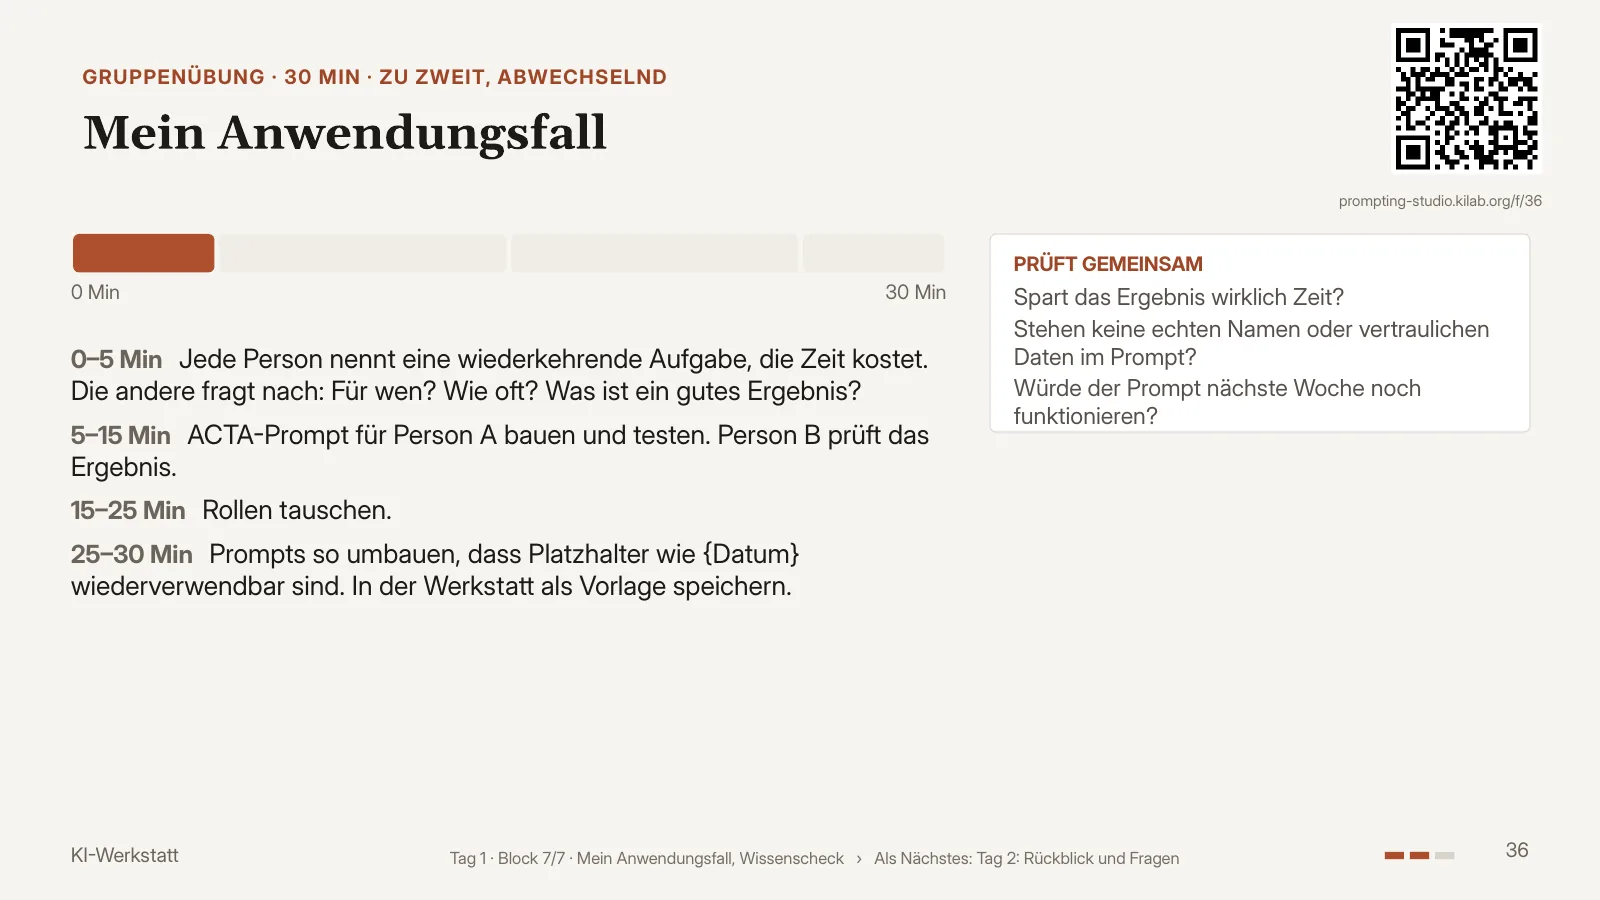 GRUPPENÜBUNG · 30 MIN · ZU ZWEIT, ABWECHSELND
Mein Anwendungsfall
prompting-studio.kilab.org/f/36
0 Min
30 Min
0–5 Min Jede Person nennt eine wiederkehrende Aufgabe, die Zeit kostet.
Die andere fragt nach: Für wen? Wie oft? Was ist ein gutes Ergebnis?
5–15 Min ACTA-Prompt für Person A bauen und testen. Person B prüft das
Ergebnis.
15–25 Min Rollen tauschen.
25–30 Min Prompts so umbauen, dass Platzhalter wie {Datum}
wiederverwendbar sind. In der Werkstatt als Vorlage speichern.
PRÜFT GEMEINSAM
Spart das Ergebnis wirklich Zeit?
Stehen keine echten Namen oder vertraulichen
Daten im Prompt?
Würde der Prompt nächste Woche noch
funktionieren?
KI-Werkstatt
Tag 1 · Block 7/7 · Mein Anwendungsfall, Wissenscheck › Als Nächstes: Tag 2: Rückblick und Fragen
36